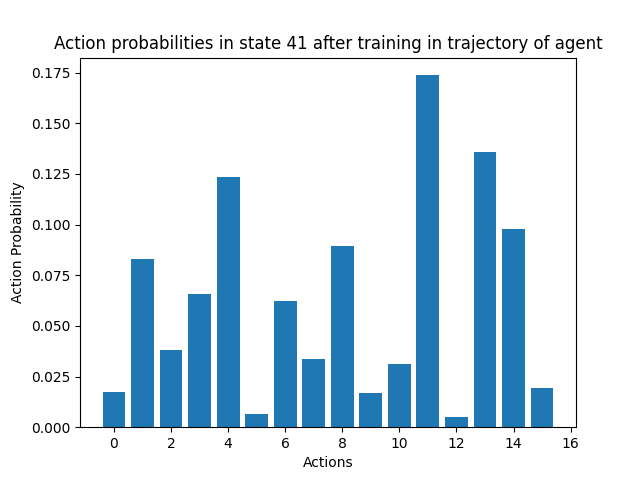 Action probabilities in state 41 after training in trajectory of agent
0.175
0.150
0.125
0.100
0.075
0.050
0.025
0.000
Action Probability
0 2 4 6 8 10 12 14 16
Actions